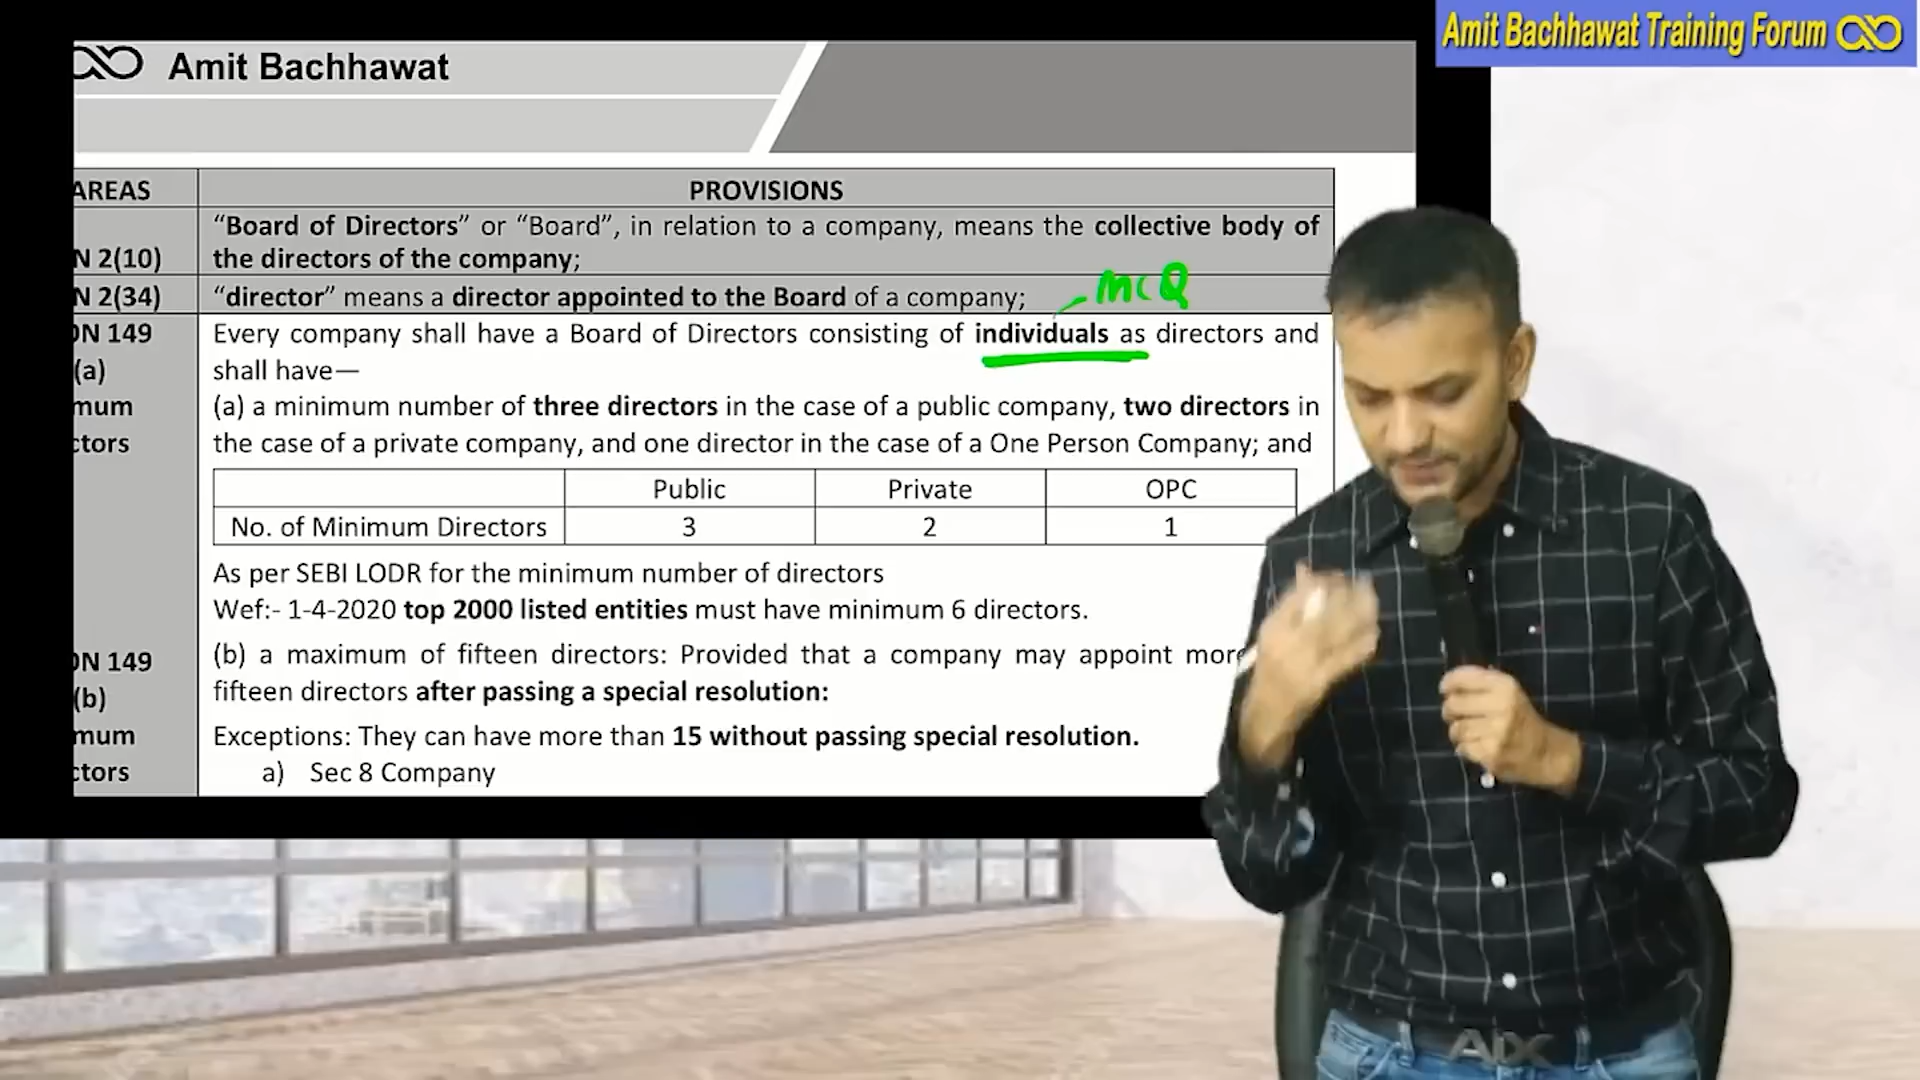 Amit Bachhawat Training Forum
Amit Bachhawat
AREAS
PROVISIONS
N 2(10)
“Board of Directors” or “Board”, in relation to a company, means the collective body of
the directors of the company;
N 2(34)
“director” means a director appointed to the Board of a company;
MCQ
ON 149
(a)
mum
ctors
Every company shall have a Board of Directors consisting of individuals as directors and
shall have—
(a) a minimum number of three directors in the case of a public company, two directors in
the case of a private company, and one director in the case of a One Person Company; and
Public Private OPC
No. of Minimum Directors 3 2 1
As per SEBI LODR for the minimum number of directors
Wef:- 1-4-2020 top 2000 listed entities must have minimum 6 directors.
ON 149
(b)
mum
ctors
(b) a maximum of fifteen directors: Provided that a company may appoint more
fifteen directors after passing a special resolution:
Exceptions: They can have more than 15 without passing special resolution.
a) Sec 8 Company
A|X